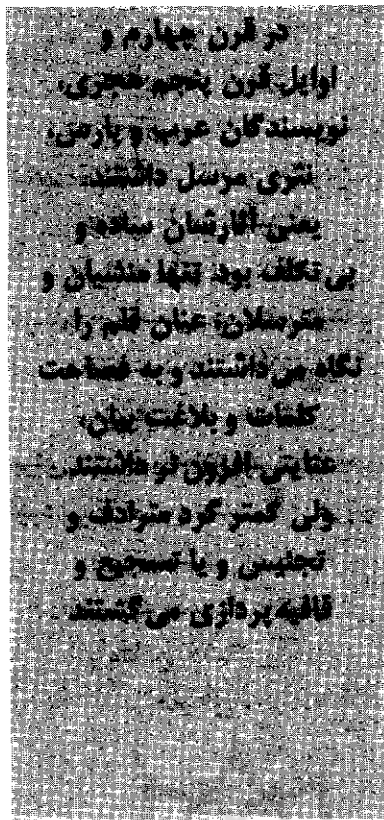 در قرن چهارم و
اوایل قرن پنجم هجری،
نویسندگان عرب و پارسی،
نثری مرسل داشتند.
یعنی آثارشان ساده و
بی تکلف بود. تنها منشیان و
مترسلان، عنان قلم را
نگاه می‌داشتند و به فصاحت
کلمات و بلاغت بیان،
عنایتی افزون تر داشتند.
ولی کمتر گرد مترادف و
تجنیس و یا تسجیع و
قافیه پردازی می گشتند.